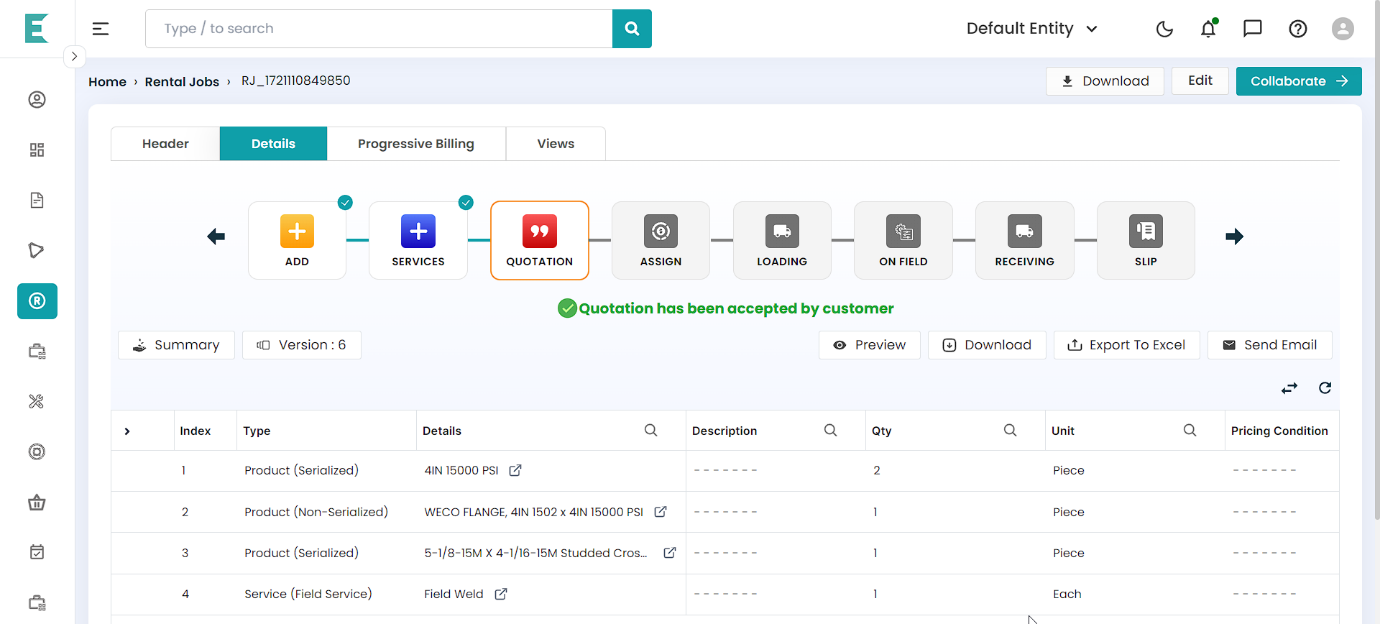 Type / to search
Default Entity
Home › Rental Jobs › RJ_1721110849850
Download
Edit
Collaborate
Header
Details
Progressive Billing
Views
ADD
SERVICES
QUOTATION
ASSIGN
LOADING
ON FIELD
RECEIVING
SLIP
Quotation has been accepted by customer
Summary
Version : 6
Preview
Download
Export To Excel
Send Email
Index Type Details Description Qty Unit Pricing Condition
1 Product (Serialized) 4IN 15000 PSI ------- 2 Piece -------
2 Product (Non-Serialized) WECO FLANGE, 4IN 1502 x 4IN 15000 PSI ------- 1 Piece -------
3 Product (Serialized) 5-1/8-15M X 4-1/16-15M Studded Cros... ------- 1 Piece -------
4 Service (Field Service) Field Weld ------- 1 Each -------